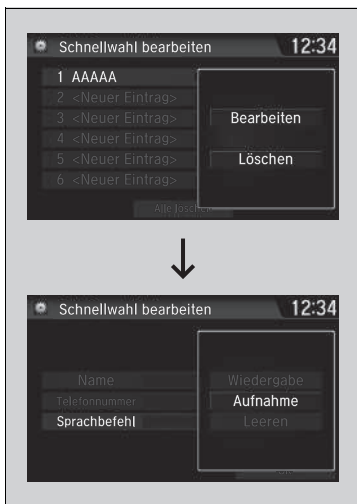 Schnellwahl bearbeiten 12:34
1 AAAAA
2 <Neuer Eintrag>
3 <Neuer Eintrag>
4 <Neuer Eintrag>
5 <Neuer Eintrag>
6 <Neuer Eintrag>
Bearbeiten
Löschen
Alle löschen
Schnellwahl bearbeiten 12:34
Name
Telefonnummer
Sprachbefehl
Wiedergabe
Aufnahme
Leeren